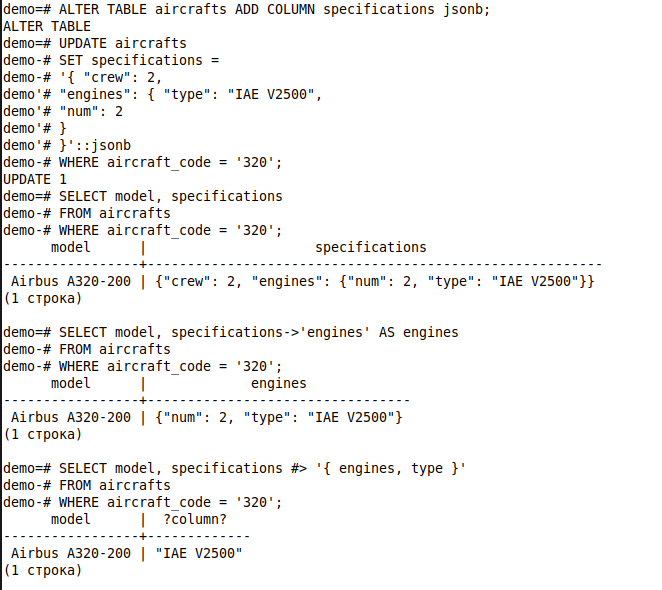 demo=# ALTER TABLE aircrafts ADD COLUMN specifications jsonb;
ALTER TABLE
demo=# UPDATE aircrafts
demo-# SET specifications =
demo-# '{ "crew": 2,
demo'# "engines": { "type": "IAE V2500",
demo'# "num": 2
demo'# }
demo'# }'::jsonb
demo-# WHERE aircraft_code = '320';
UPDATE 1
demo=# SELECT model, specifications
demo-# FROM aircrafts
demo-# WHERE aircraft_code = '320';
      model      |                     specifications
-----------------+---------------------------------------------------------
 Airbus A320-200 | {"crew": 2, "engines": {"num": 2, "type": "IAE V2500"}}
(1 строка)

demo=# SELECT model, specifications->'engines' AS engines
demo-# FROM aircrafts
demo-# WHERE aircraft_code = '320';
      model      |             engines
-----------------+---------------------------------
 Airbus A320-200 | {"num": 2, "type": "IAE V2500"}
(1 строка)

demo=# SELECT model, specifications #> '{ engines, type }'
demo-# FROM aircrafts
demo-# WHERE aircraft_code = '320';
      model      |  ?column?
-----------------+-------------
 Airbus A320-200 | "IAE V2500"
(1 строка)